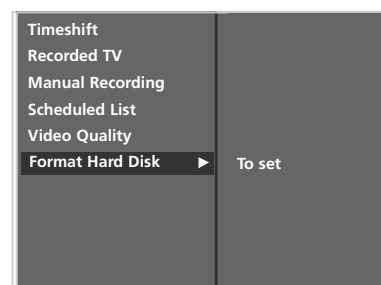 Timeshift
Recorded TV
Manual Recording
Scheduled List
Video Quality
Format Hard Disk ► To set